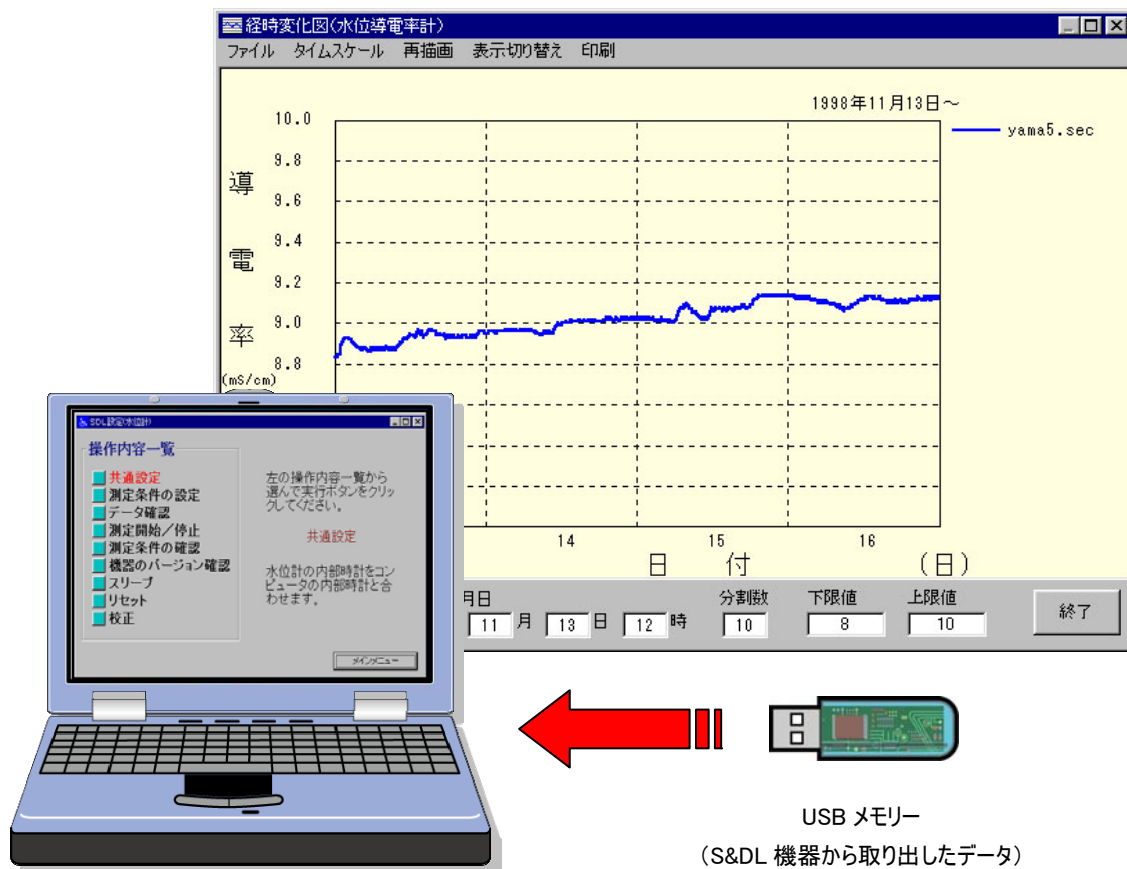 経時変化図(水位導電率計)
ファイル タイムスケール 再描画 表示切り替え 印刷
1998年11月13日～
yama5.sec
10.0
9.8
9.6
9.4
9.2
9.0
8.8
導
電
率
(mS/cm)
14 15 16
日 付 (日)
月日 分割数 下限値 上限値
11 月 13 日 12 時 10 8 10
終了
SDL設定(水位計)
操作内容一覧
共通設定
測定条件の設定
データ確認
測定開始／停止
測定条件の確認
機器のバージョン確認
スリープ
リセット
校正
左の操作内容一覧から
選んで実行ボタンをクリッ
クしてください。
共通設定
水位計の内部時計をコン
ピュータの内部時計と合
わせます。
メインメニュー
USB メモリー
（S&DL 機器から取り出したデータ）